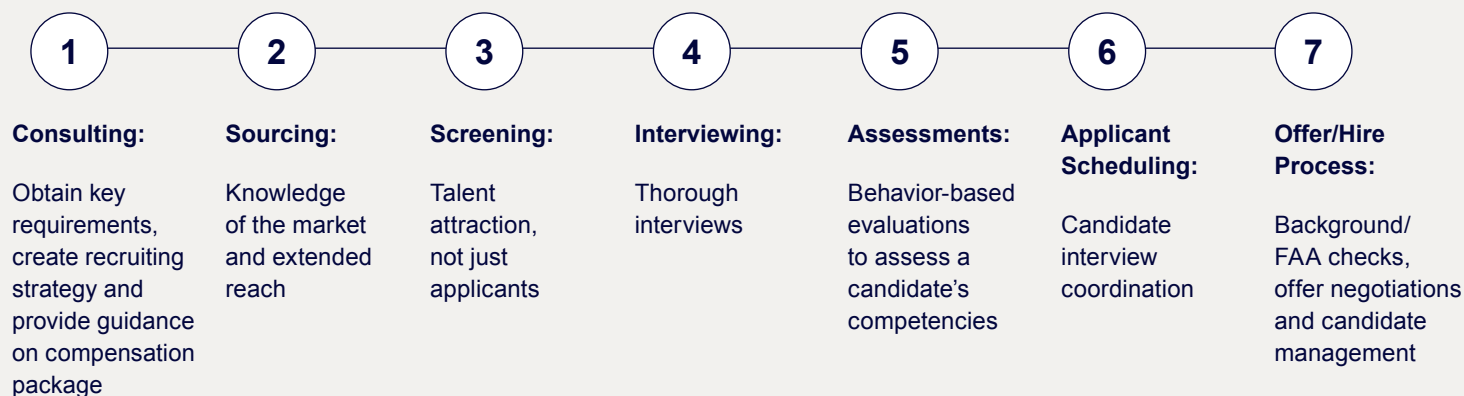 1
Consulting:
Obtain key
requirements,
create recruiting
strategy and
provide guidance
on compensation
package
2
Sourcing:
Knowledge
of the market
and extended
reach
3
Screening:
Talent
attraction,
not just
applicants
4
Interviewing:
Thorough
interviews
5
Assessments:
Behavior-based
evaluations
to assess a
candidate’s
competencies
6
Applicant
Scheduling:
Candidate
interview
coordination
7
Offer/Hire
Process:
Background/
FAA checks,
offer negotiations
and candidate
management